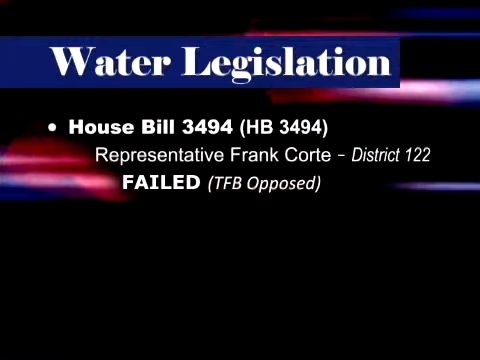 Water Legislation
• House Bill 3494 (HB 3494)
Representative Frank Corte – District 122
FAILED (TFB Opposed)